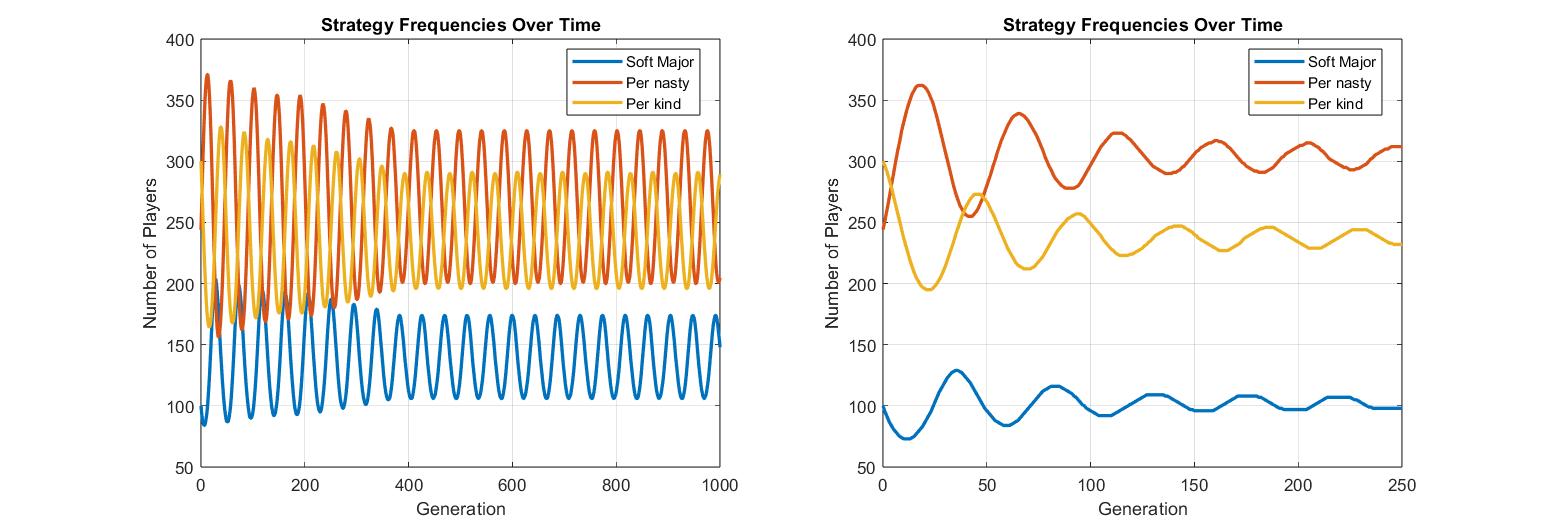 Strategy Frequencies Over Time
400
350
300
250
200
150
100
50
Number of Players
Soft Major
Per nasty
Per kind
0
200
400
600
800
1000
Generation
Strategy Frequencies Over Time
400
350
300
250
200
150
100
50
Number of Players
Soft Major
Per nasty
Per kind
0
50
100
150
200
250
Generation